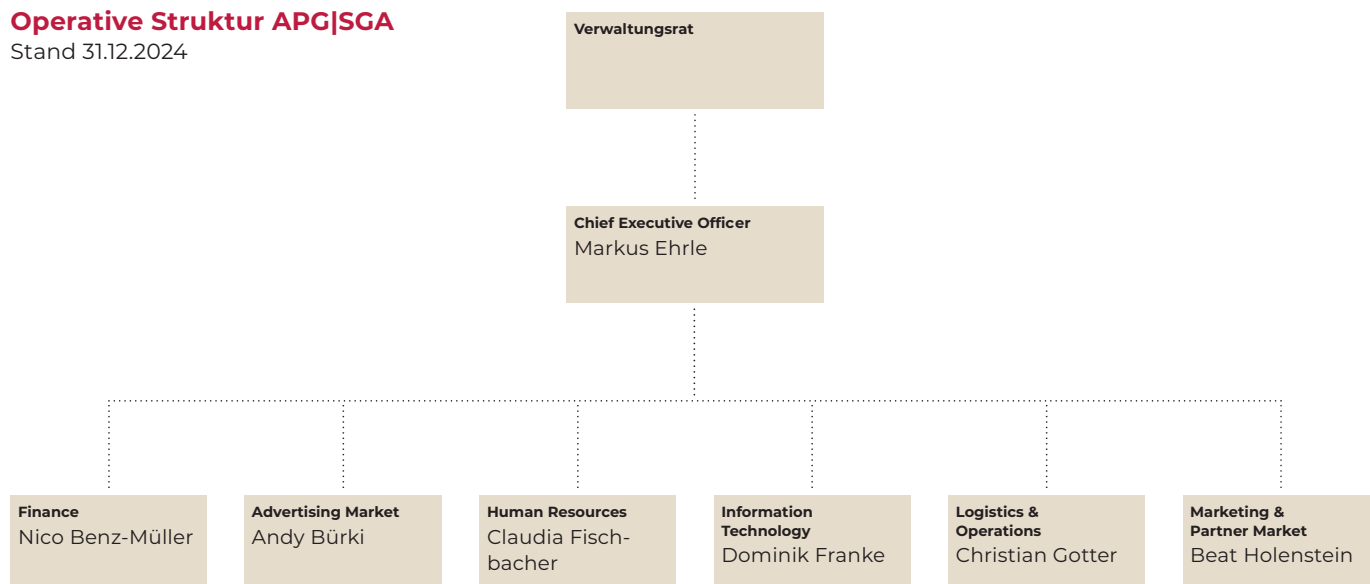 Operative Struktur APG|SGA
Stand 31.12.2024
Verwaltungsrat
Chief Executive Officer
Markus Ehrle
Finance
Nico Benz-Müller
Advertising Market
Andy Bürki
Human Resources
Claudia Fisch-
bacher
Information
Technology
Dominik Franke
Logistics &
Operations
Christian Gotter
Marketing &
Partner Market
Beat Holenstein